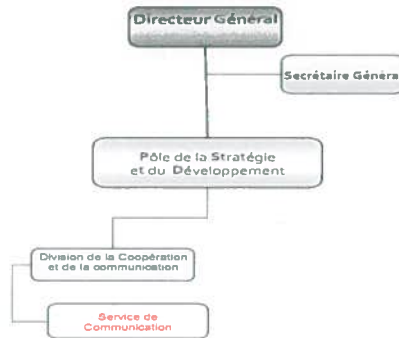 Directeur Général
Secrétaire Général
Pôle de la Stratégie
et du Développement
Division de la Coopération
et de la communication
Service de
Communication